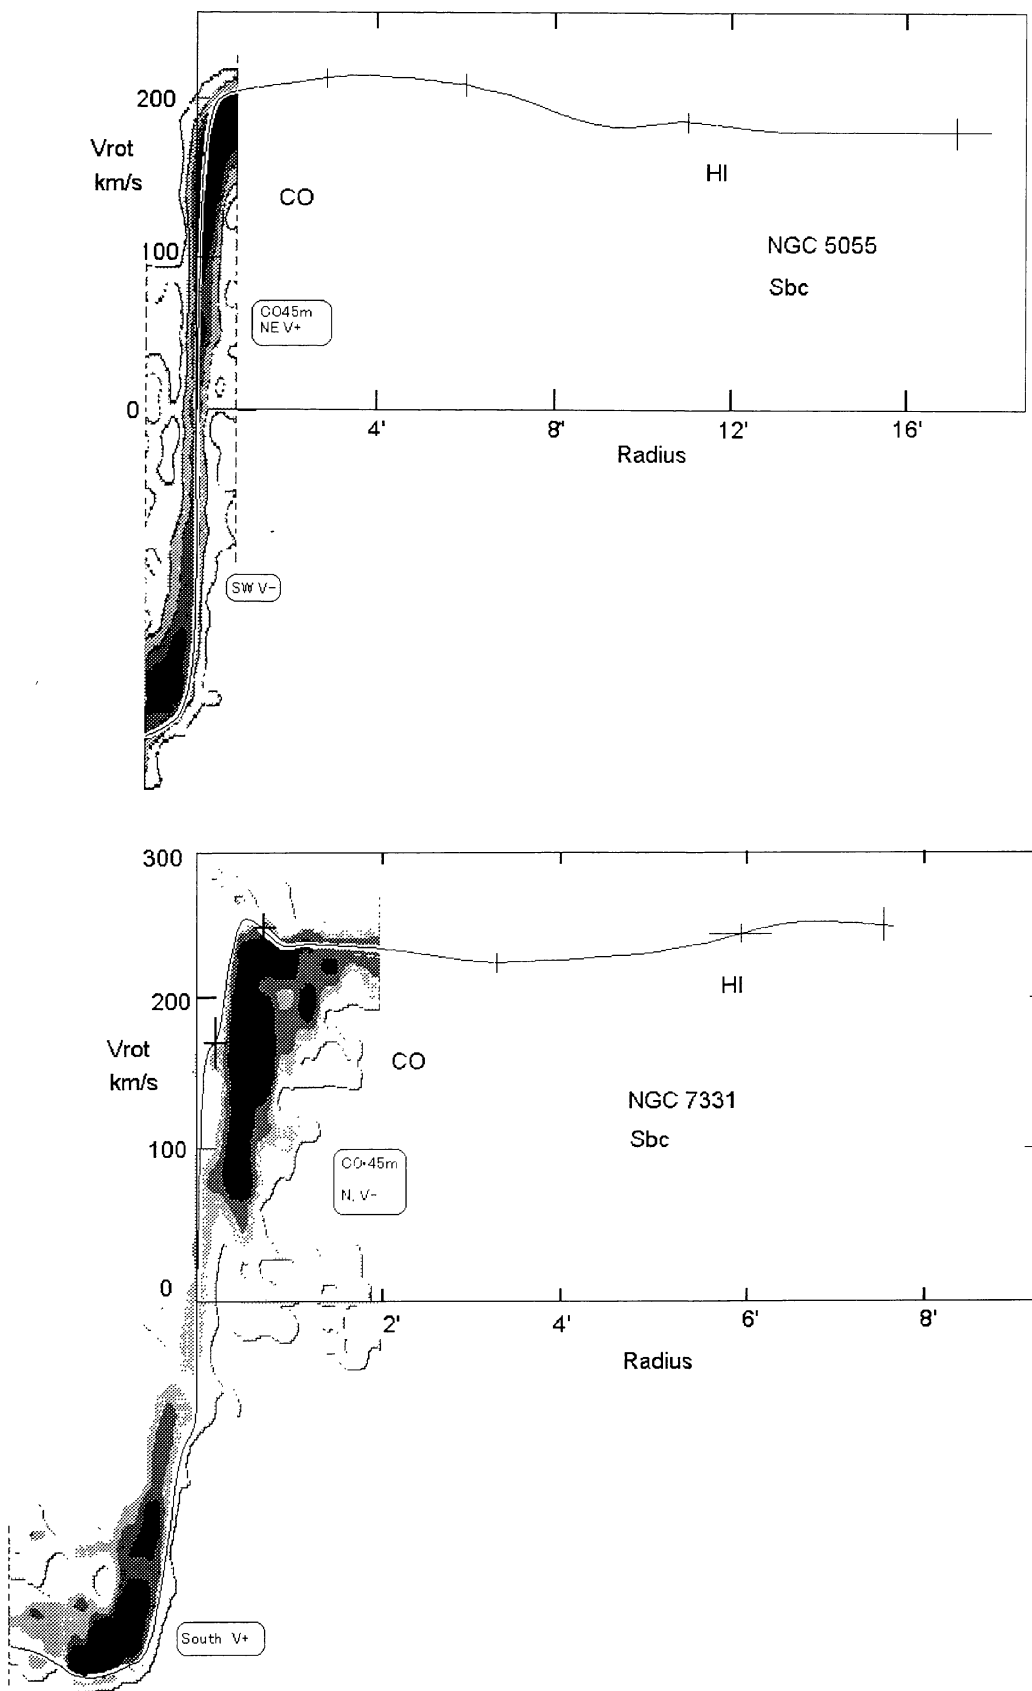 200
Vrot
km/s
CO
HI
NGC 5055
100
Sbc
CO45m
NE V+
0
4'
8'
12'
16'
Radius
SW V-
300
HI
200
Vrot
km/s
CO
NGC 7331
Sbc
100
CO·45m
N, V-
0
2'
4'
6'
8'
Radius
South V+